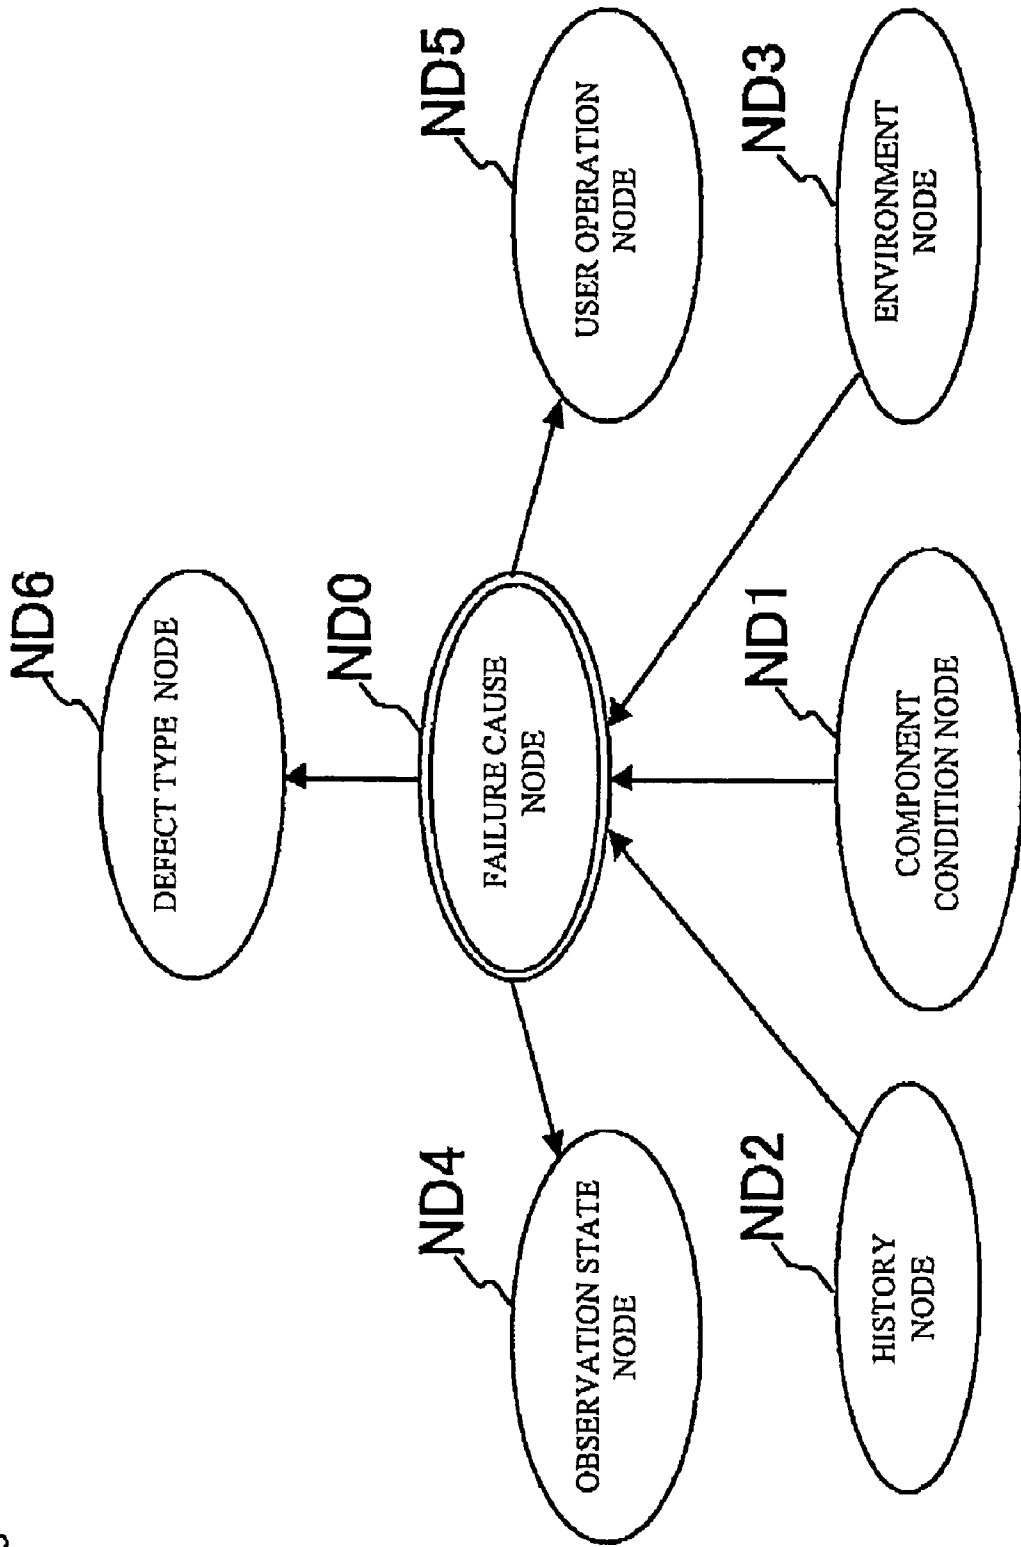 ND6
DEFECT TYPE NODE
ND0
FAILURE CAUSE
NODE
ND4
OBSERVATION STATE
NODE
ND5
USER OPERATION
NODE
ND2
HISTORY
NODE
ND1
COMPONENT
CONDITION NODE
ND3
ENVIRONMENT
NODE